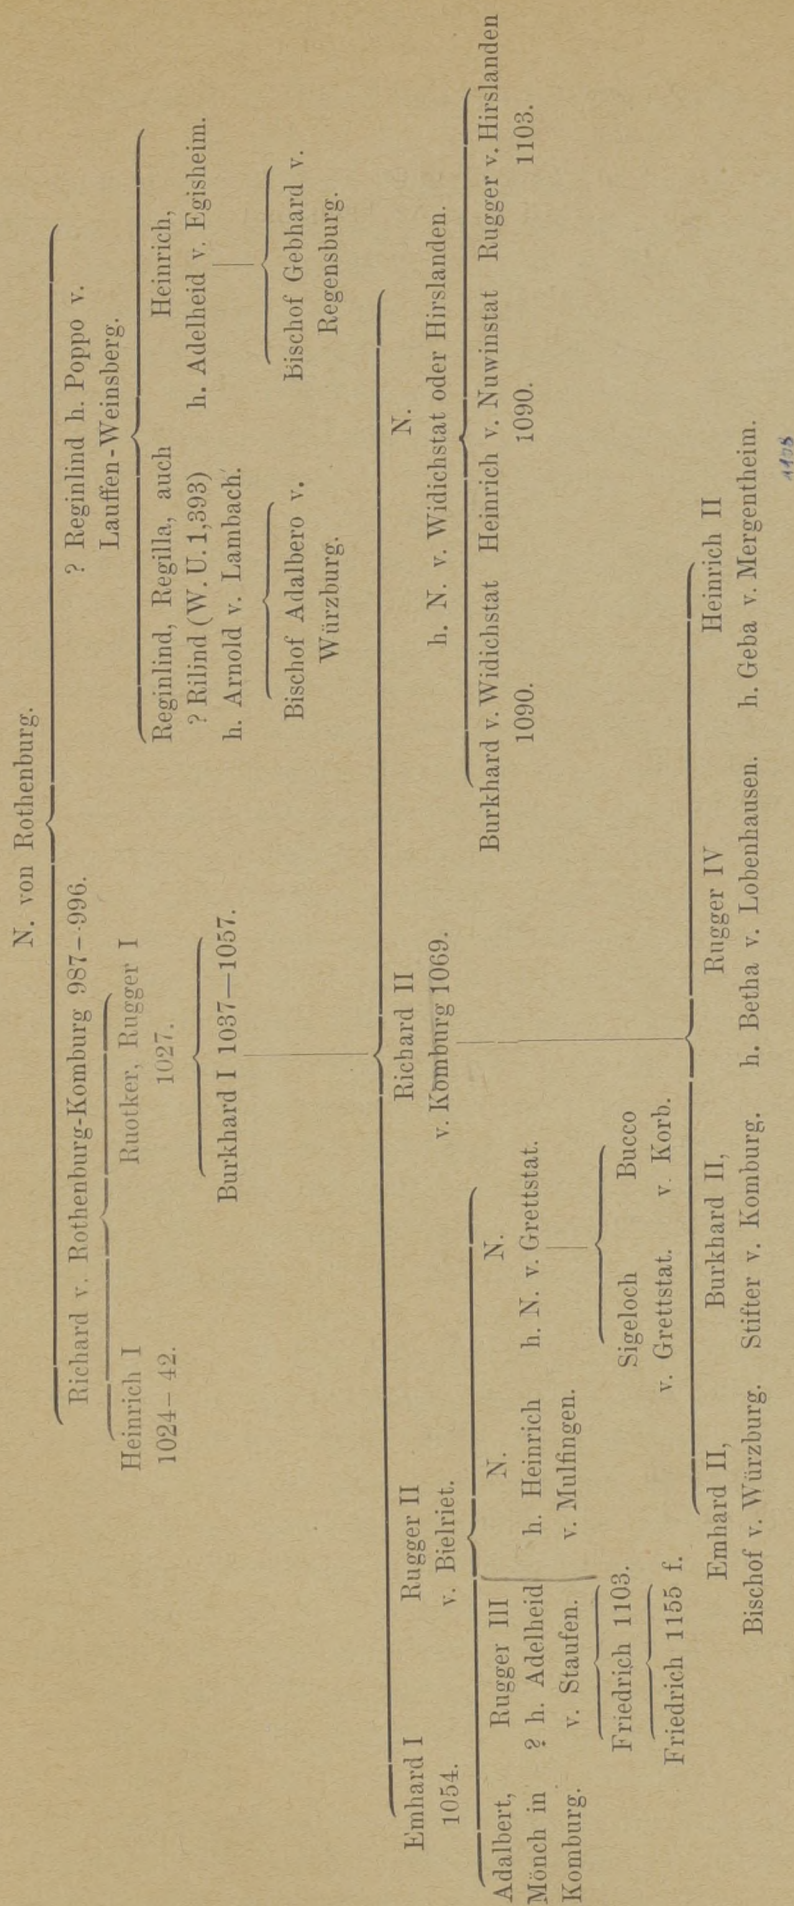 N. von Rothenburg.
Richard v. Rothenburg-Komburg 987—996.
? Reginlind h. Poppo v.
Lauffen-Weinsberg.
Heinrich I
1024—42.
Ruotker, Rugger I
1027.
Reginlind, Regilla, auch
? Rilind (W. U. 1,393)
h. Arnold v. Lambach.
Heinrich,
h. Adelheid v. Egisheim.
Burkhard I 1037—1057.
Bischof Adalbero v.
Würzburg.
Bischof Gebhard v.
Regensburg.
Emhard I
1054.
Rugger II
v. Bielriet.
Richard II
v. Komburg 1069.
N.
h. N. v. Widichstat oder Hirslanden.
Adalbert,
Mönch in
Komburg.
Rugger III
? h. Adelheid
v. Staufen.
N.
h. Heinrich
v. Mulfingen.
N.
h. N. v. Grettstat.
Burkhard v. Widichstat
1090.
Heinrich v. Nuwinstat
1090.
Rugger v. Hirslanden
1103.
Friedrich 1103.
Friedrich 1155 f.
Sigeloch
v. Grettstat.
Bucco
v. Korb.
Emhard II,
Bischof v. Würzburg.
Burkhard II,
Stifter v. Komburg.
Rugger IV
h. Betha v. Lobenhausen.
Heinrich II
h. Geba v. Mergentheim.